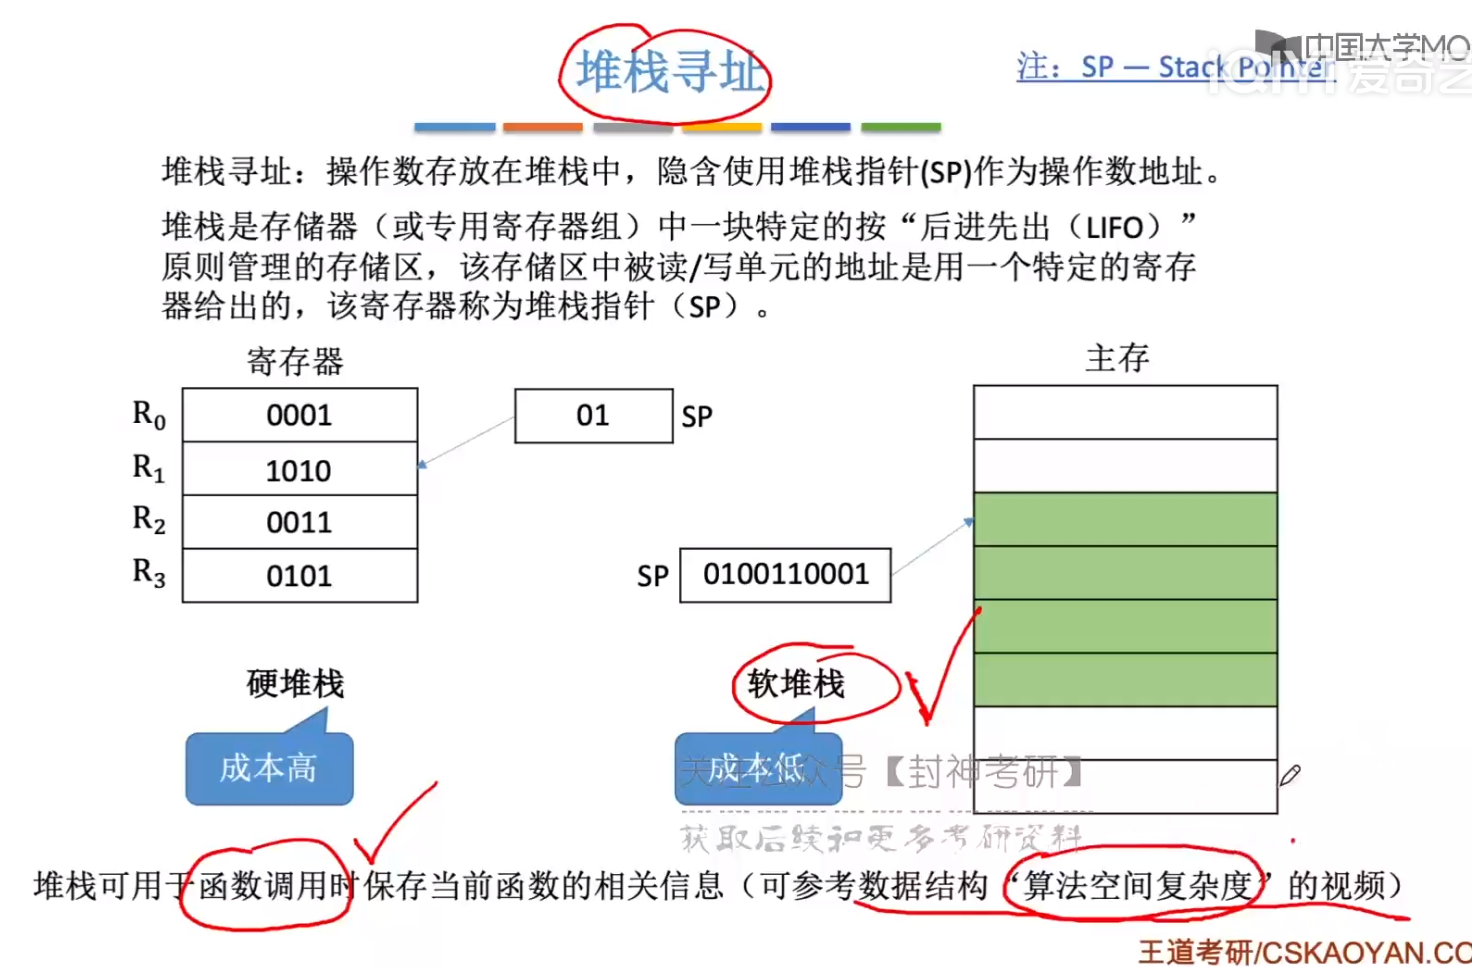 堆栈寻址
中国大学MO
注：SP — Stack Pointer
iQIYI 爱奇艺
堆栈寻址：操作数存放在堆栈中，隐含使用堆栈指针(SP)作为操作数地址。
堆栈是存储器（或专用寄存器组）中一块特定的按“后进先出（LIFO）”
原则管理的存储区，该存储区中被读/写单元的地址是用一个特定的寄存
器给出的，该寄存器称为堆栈指针（SP）。
寄存器
主存
R₀ 0001
01 SP
R₁ 1010
R₂ 0011
R₃ 0101
SP 0100110001
硬堆栈
软堆栈
成本高
成本低
关注公众号【封神考研】
获取后续和更多考研资料
堆栈可用于函数调用时保存当前函数的相关信息（可参考数据结构“算法空间复杂度”的视频）
王道考研/CSKAOYAN.CO